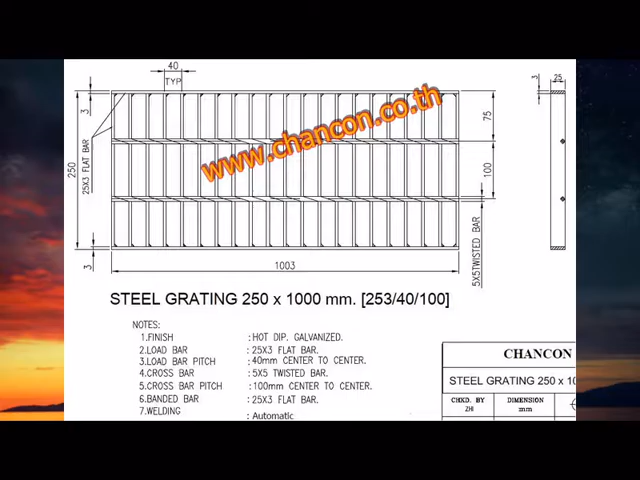 40
TYP
3
25
3
75
250
25X3 FLAT BAR
100
3
5X5TWISTED BAR
1003
www.chancon.co.th
STEEL GRATING 250 x 1000 mm. [253/40/100]
NOTES:
1.FINISH : HOT DIP. GALVANIZED.
2.LOAD BAR : 25X3 FLAT BAR.
3.LOAD BAR PITCH : 40mm CENTER TO CENTER.
4.CROSS BAR : 5X5 TWISTED BAR.
5.CROSS BAR PITCH : 100mm CENTER TO CENTER.
6.BANDED BAR : 25X3 FLAT BAR.
7.WELDING : Automatic
CHANCON
STEEL GRATING 250 x 10
CHXD. BY DIMENSION
ZHI mm